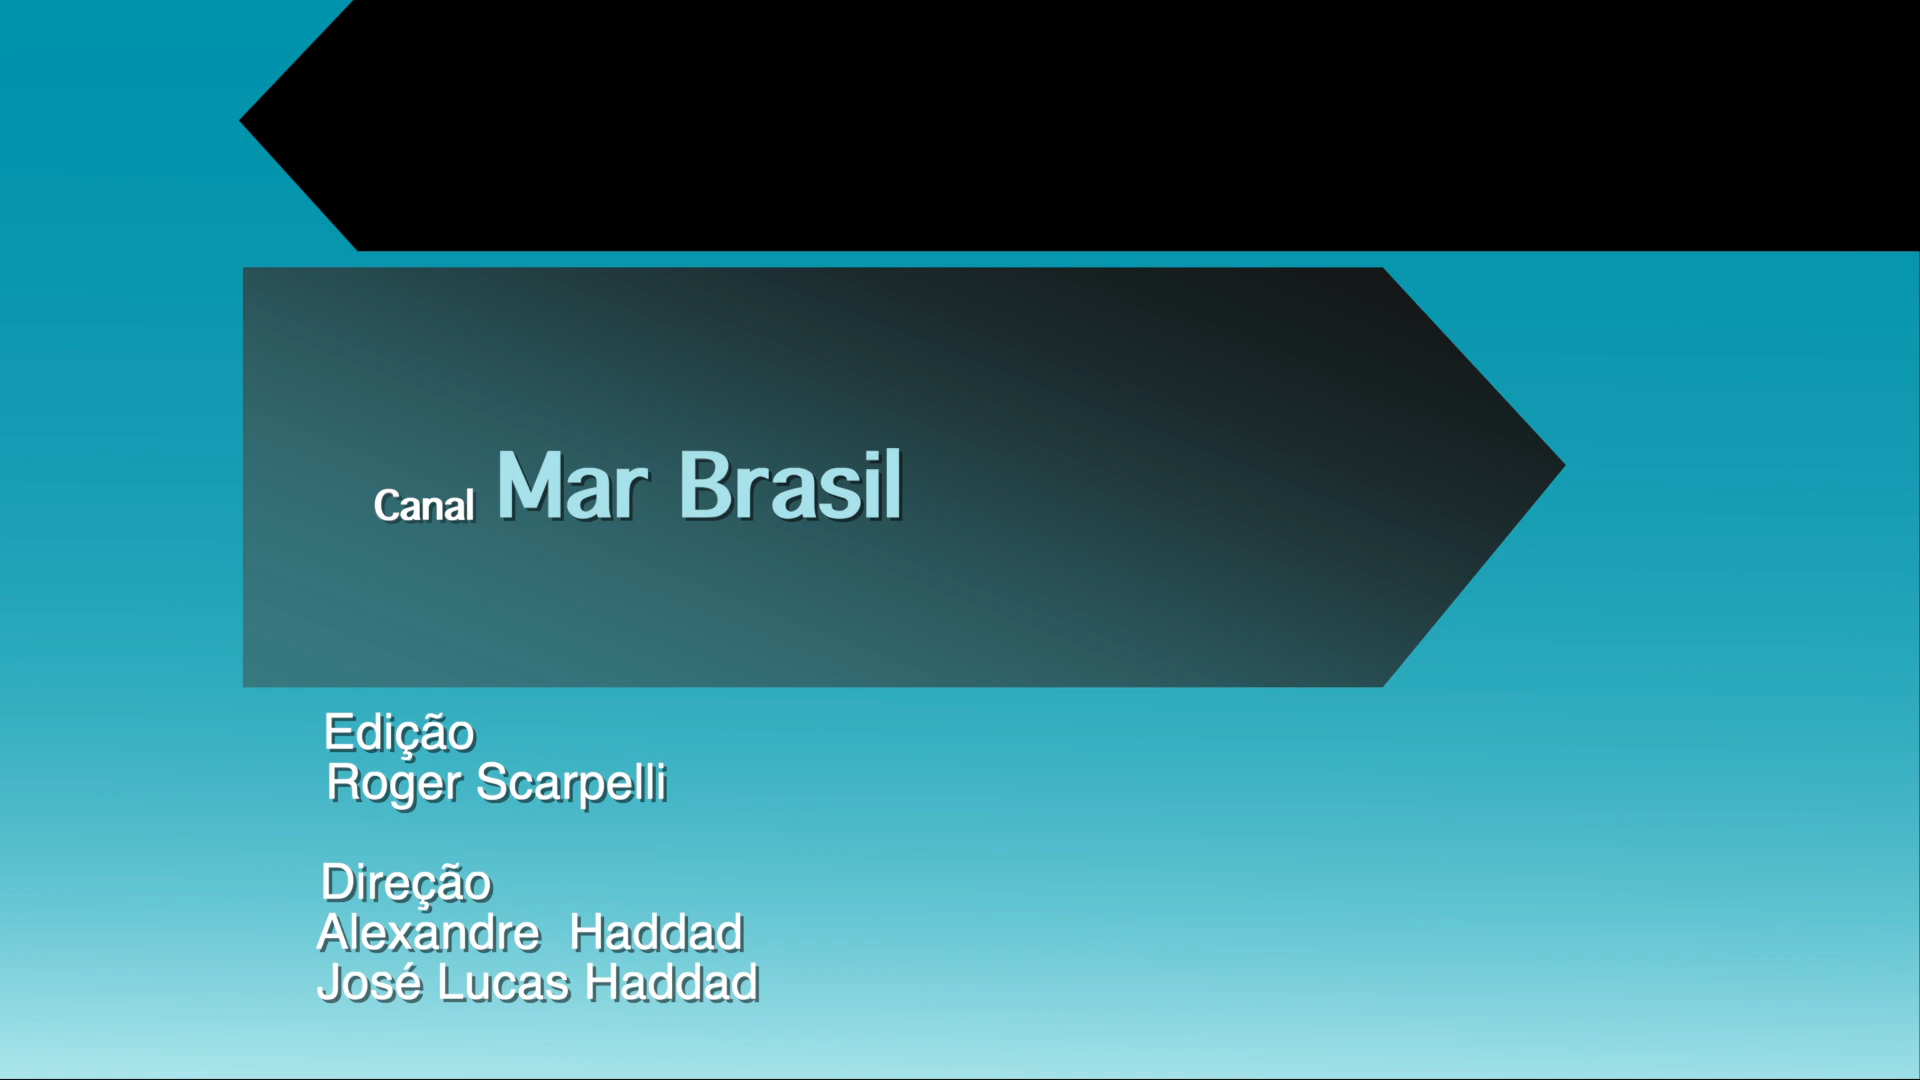 Canal Mar Brasil
Edição
Roger Scarpelli
Direção
Alexandre Haddad
José Lucas Haddad